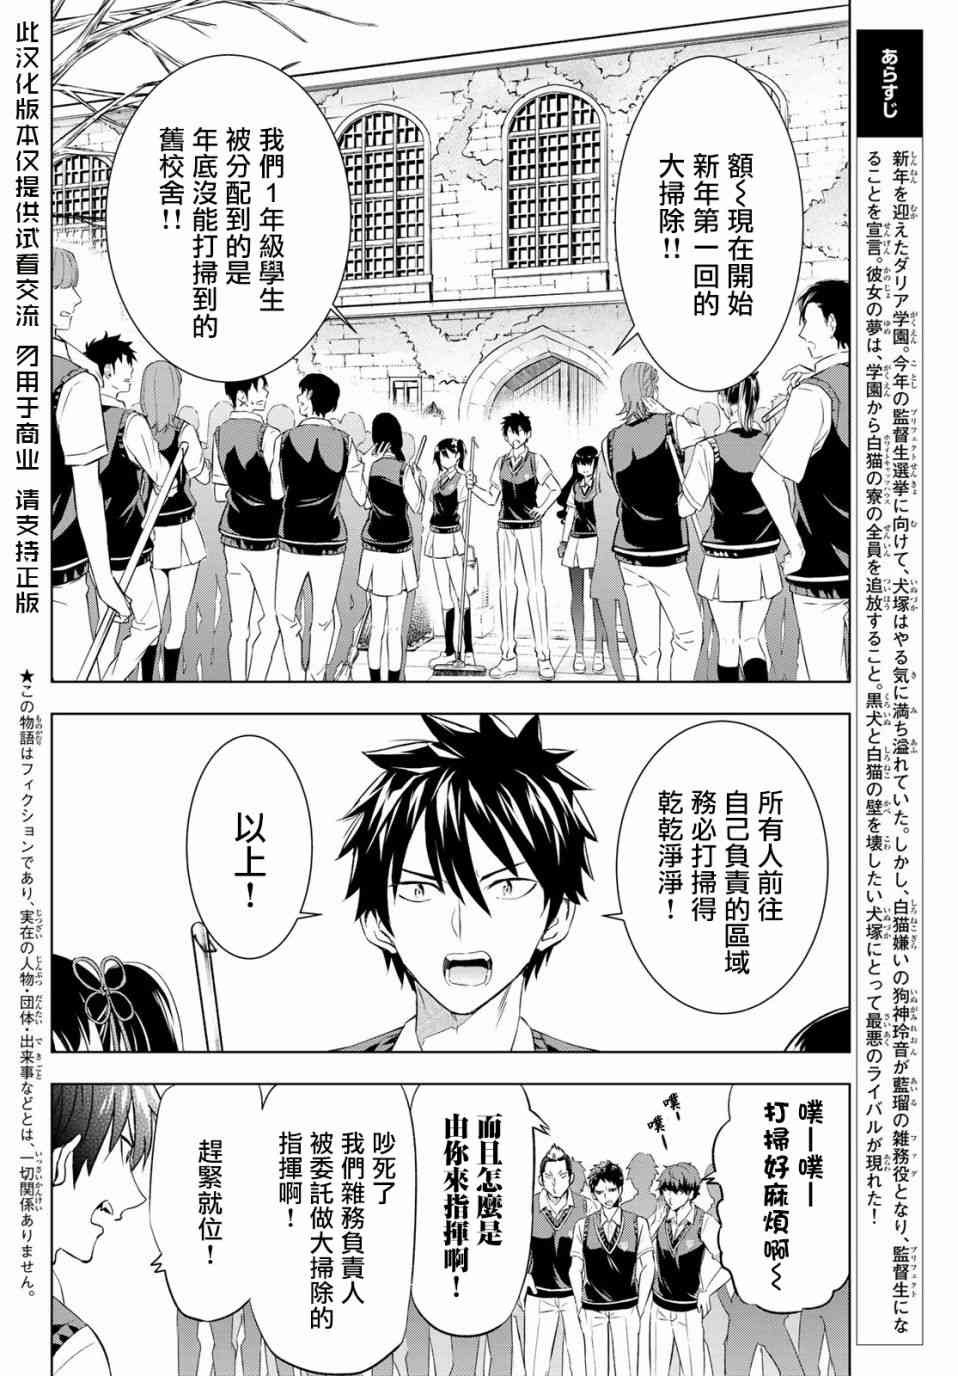 あらすじ
新年を迎えたダリア学園。今年の監督生選挙に向けて、犬塚はやる気に満ち溢れていた。しかし、白猫嫌いの狗神玲音が藍瑠の雑務役となり、監督生にな
ることを宣言。彼女の夢は、学園から白猫の寮の全員を追放すること。黒犬と白猫の壁を壊したい犬塚にとって最悪のライバルが現れた！
額～現在開始
新年第一回的
大掃除!!
我們1年級學生
被分配到的是
年底沒能打掃到的
舊校舍!!
所有人前往
自己負責的區域
務必打掃得
乾乾淨淨！
以上！
噗ー噗ー
打掃好麻煩啊～
噗ー
噗ー
而且怎麼是
由你來指揮啊！
吵死了
我們雜務負責人
被委託做大掃除的
指揮啊！
趕緊就位！
此汉化版本仅提供试看交流 勿用于商业 请支持正版
★この物語はフィクションであり、実在の人物・団体・出来事などとは、一切関係ありません。